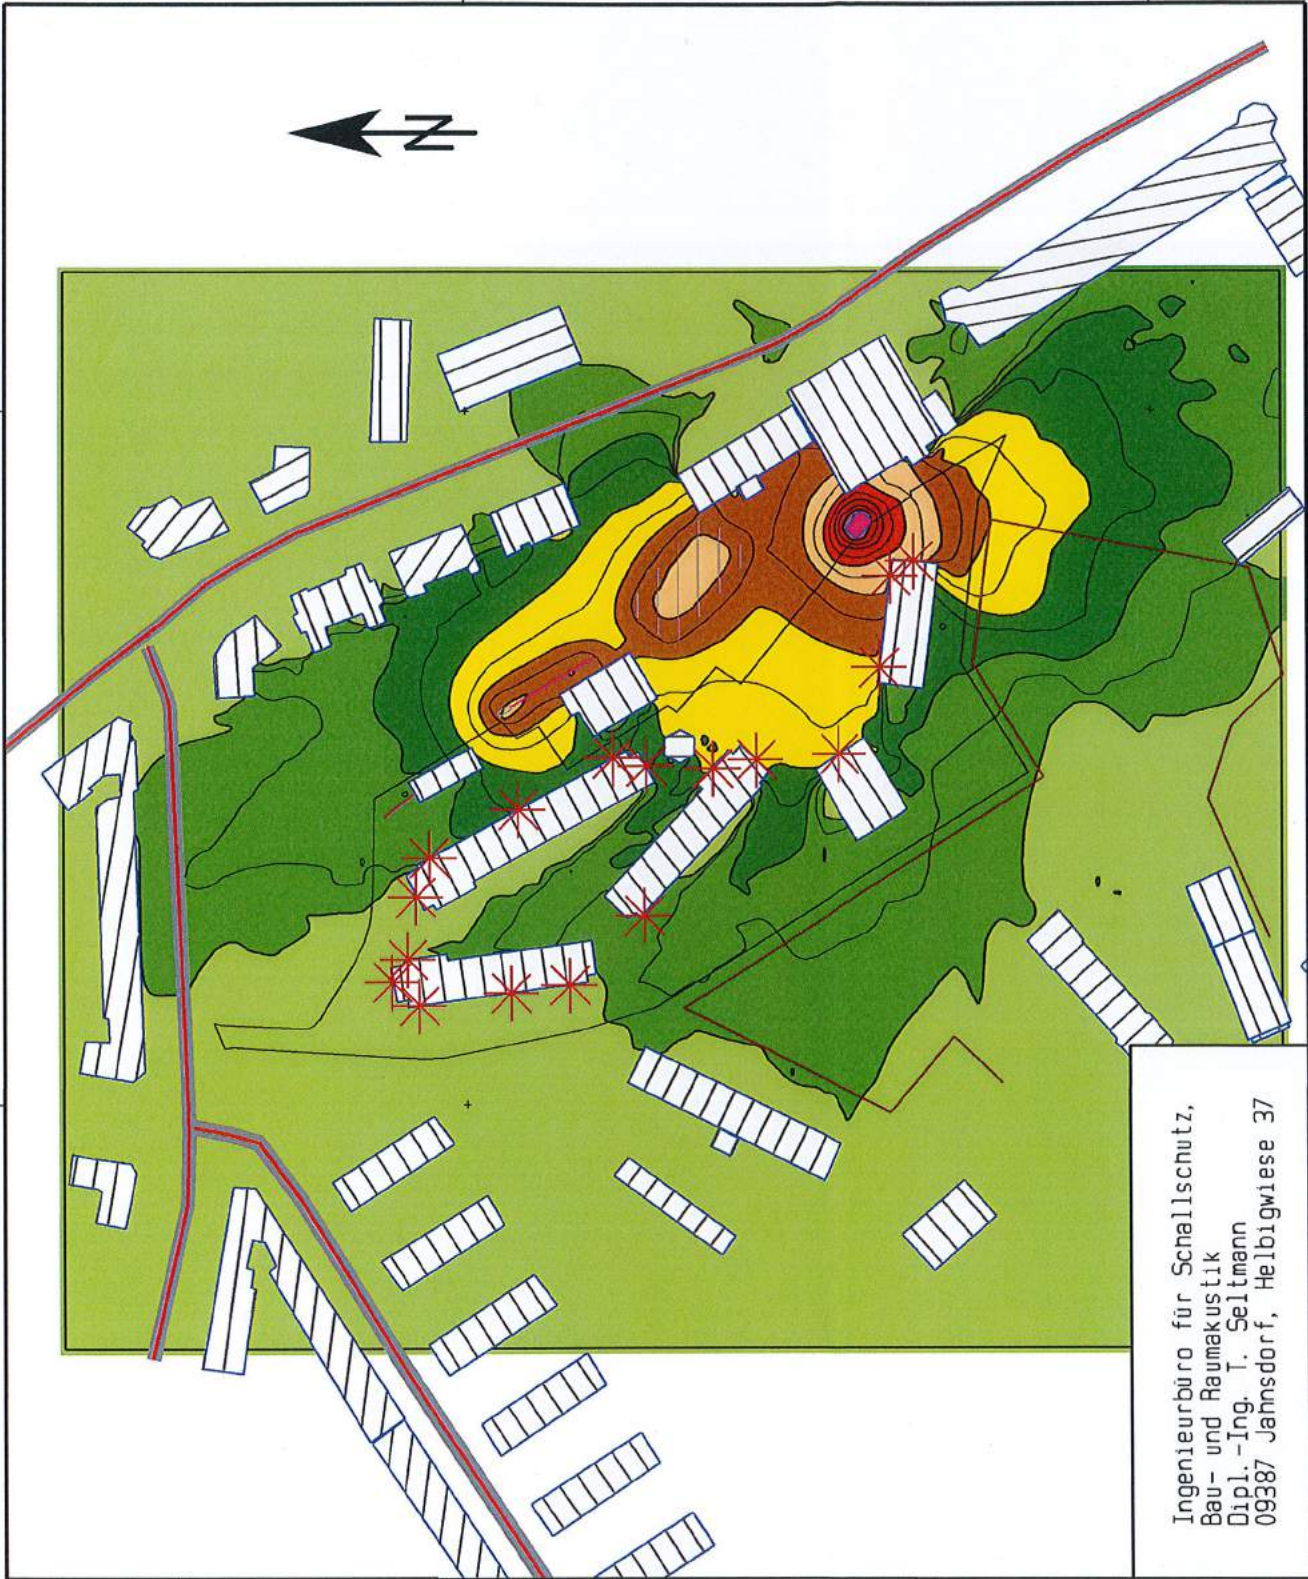 N
Ingenieurbüro für Schallschutz,
Bau- und Raumakustik
Dipl.-Ing. T. Seltmann
09387 Jahnsdorf, Helbigwiese 37